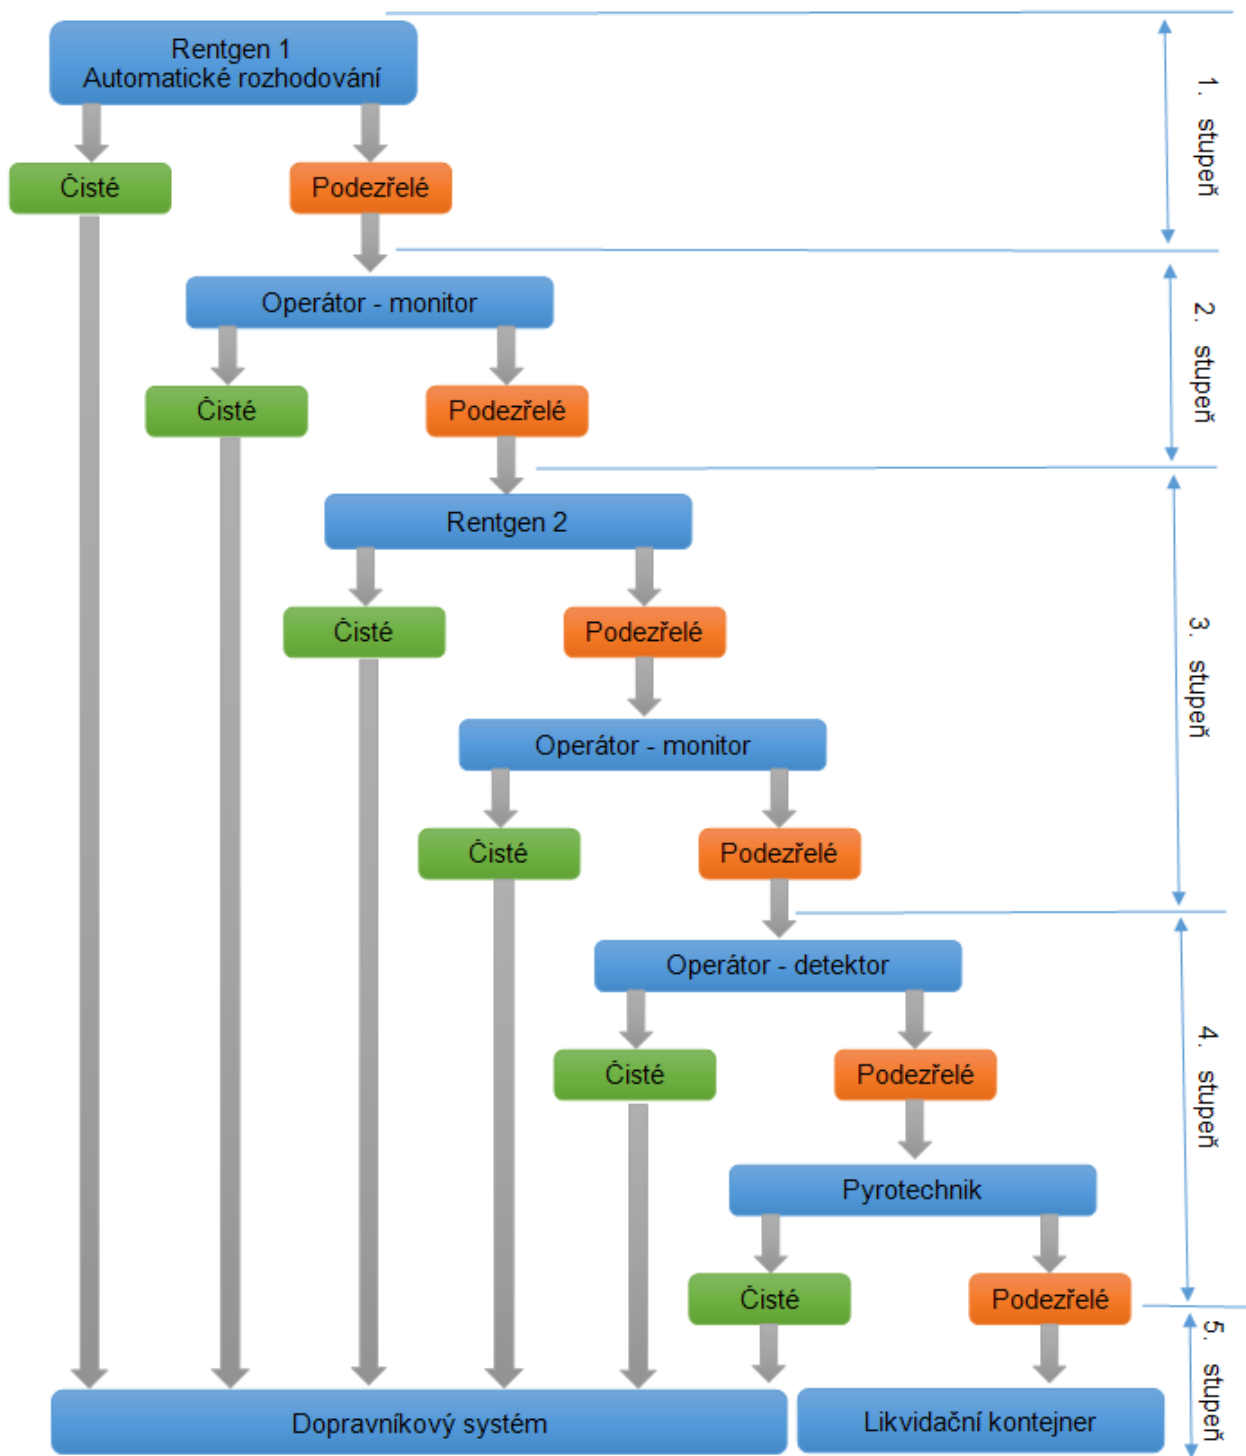 Rentgen 1
Automatické rozhodování
Čisté
Podezřelé
1. stupeň
Operátor - monitor
Čisté
Podezřelé
2. stupeň
Rentgen 2
Čisté
Podezřelé
Operátor - monitor
Čisté
Podezřelé
3. stupeň
Operátor - detektor
Čisté
Podezřelé
Pyrotechnik
Čisté
Podezřelé
4. stupeň
Dopravníkový systém
Likvidační kontejner
5. stupeň